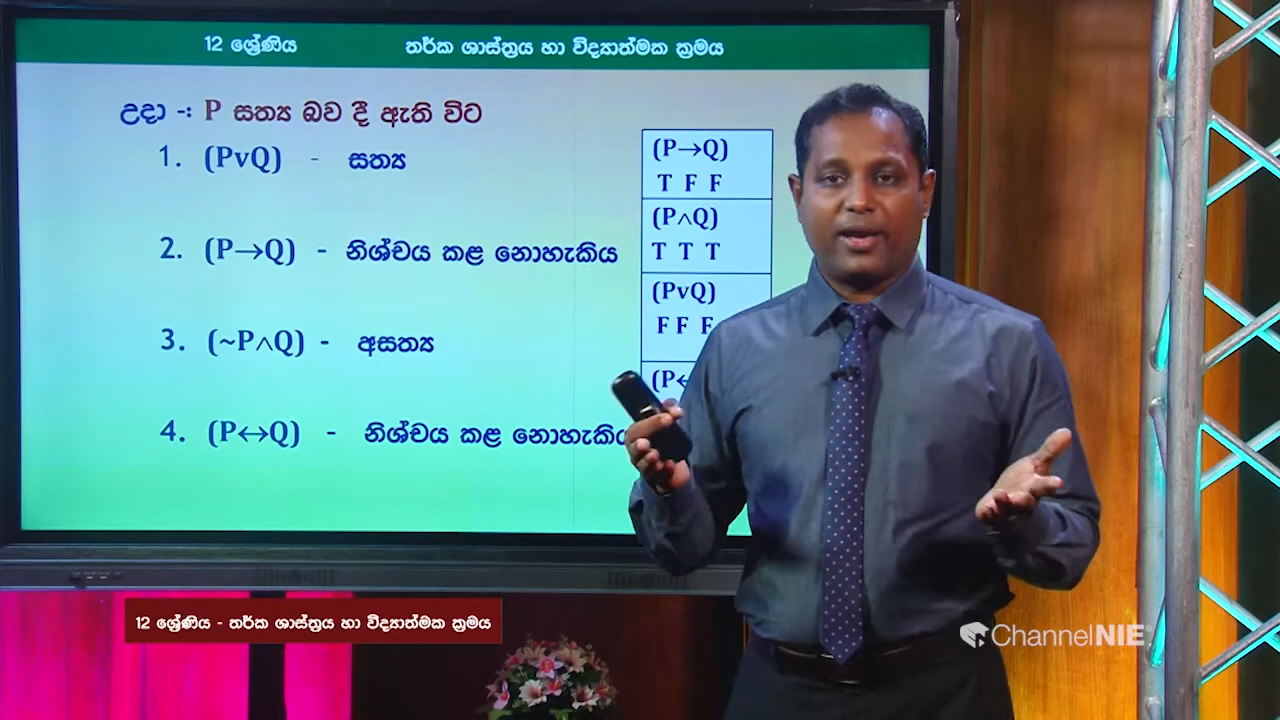 12 ශ්‍රේණිය තර්ක ශාස්ත්‍රය හා විද්‍යාත්මක ක්‍රමය
උදා -: P සත්‍ය බව දී ඇති විට
1. (PvQ) - සත්‍ය
2. (P→Q) - නිශ්චය කළ නොහැකිය
3. (~P∧Q) - අසත්‍ය
4. (P↔Q) - නිශ්චය කළ
(P→Q)
T F F
(P∧Q)
T T T
(PvQ)
F F F
12 ශ්‍රේණිය - තර්ක ශාස්ත්‍රය හා විද්‍යාත්මක ක්‍රමය
ChannelNIE